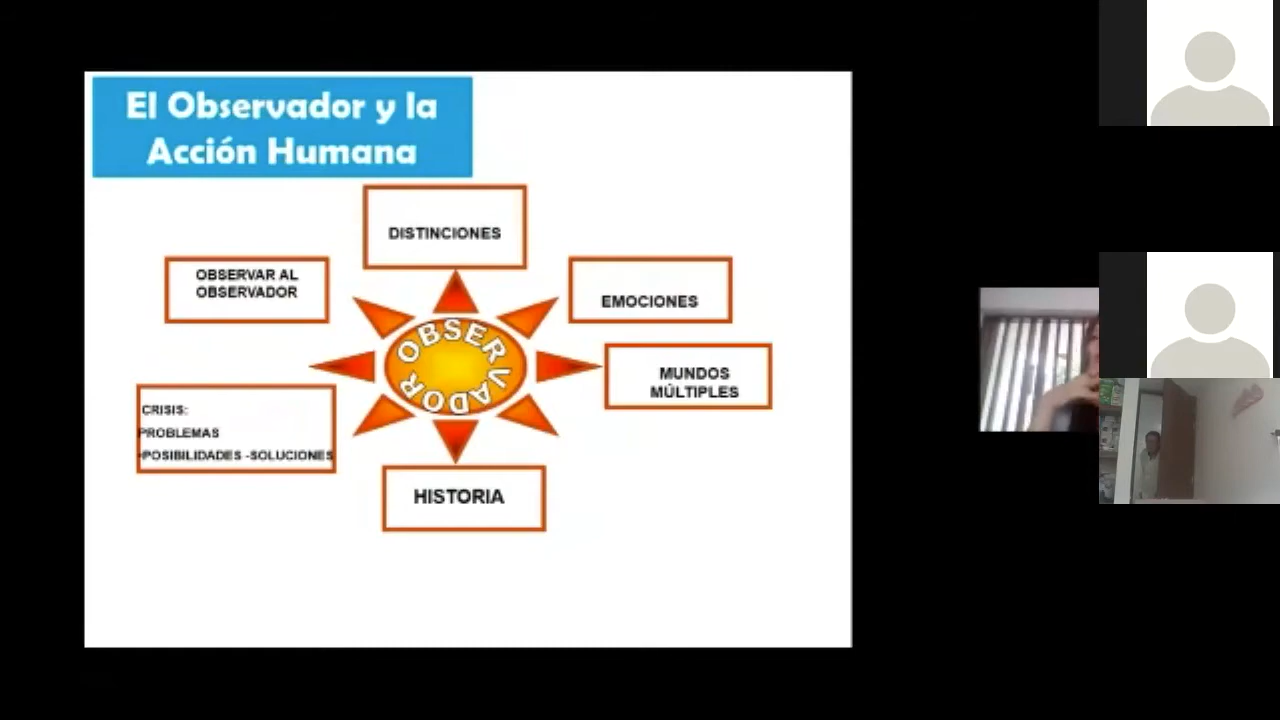 El Observador y la
Acción Humana
DISTINCIONES
OBSERVAR AL
OBSERVADOR
EMOCIONES
OBSERVADOR
MUNDOS
MÚLTIPLES
CRISIS:
PROBLEMAS
•POSIBILIDADES -SOLUCIONES
HISTORIA